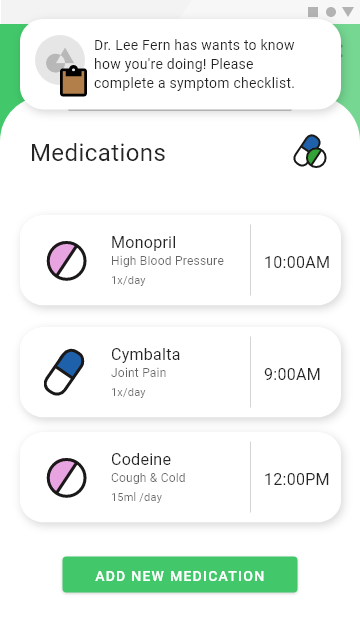 Dr. Lee Fern has wants to know
how you're doing! Please
complete a symptom checklist.
Medications
Monopril
High Blood Pressure
1x/day
10:00AM
Cymbalta
Joint Pain
1x/day
9:00AM
Codeine
Cough & Cold
15ml /day
12:00PM
ADD NEW MEDICATION